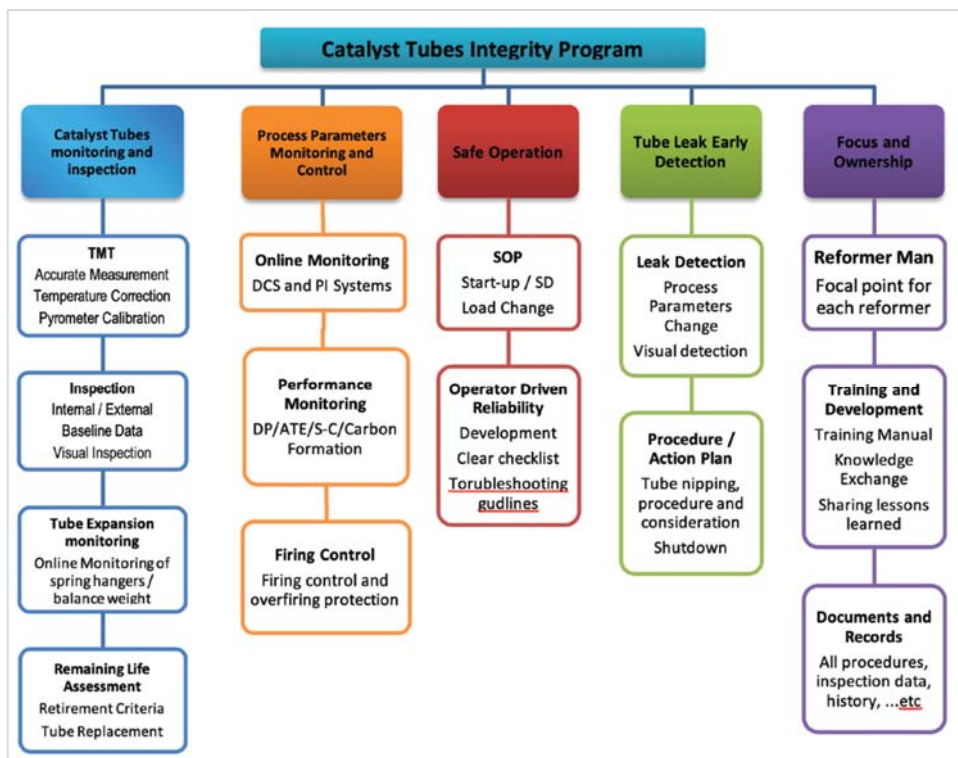 Catalyst Tubes Integrity Program
Catalyst Tubes
monitoring and
inspection
TMT
Accurate Measurement
Temperature Correction
Pyrometer Calibration
Inspection
Internal / External
Baseline Data
Visual Inspection
Tube Expansion
monitoring
Online Monitoring of
spring hangers /
balance weight
Remaining Life
Assessment
Retirement Criteria
Tube Replacement
Process Parameters
Monitoring and
Control
Online Monitoring
DCS and PI Systems
Performance
Monitoring
DP/ATE/S-C/Carbon
Formation
Firing Control
Firing control and
overfiring protection
Safe Operation
SOP
Start-up / SD
Load Change
Operator Driven
Reliability
Development
Clear checklist
Torubleshooting
gudlines
Tube Leak Early
Detection
Leak Detection
Process
Parameters
Change
Visual detection
Procedure /
Action Plan
Tube nipping,
procedure and
consideration
Shutdown
Focus and
Ownership
Reformer Man
Focal point for
each reformer
Training and
Development
Training Manual
Knowledge
Exchange
Sharing lessons
learned
Documents and
Records
All procedures,
inspection data,
history, ...etc